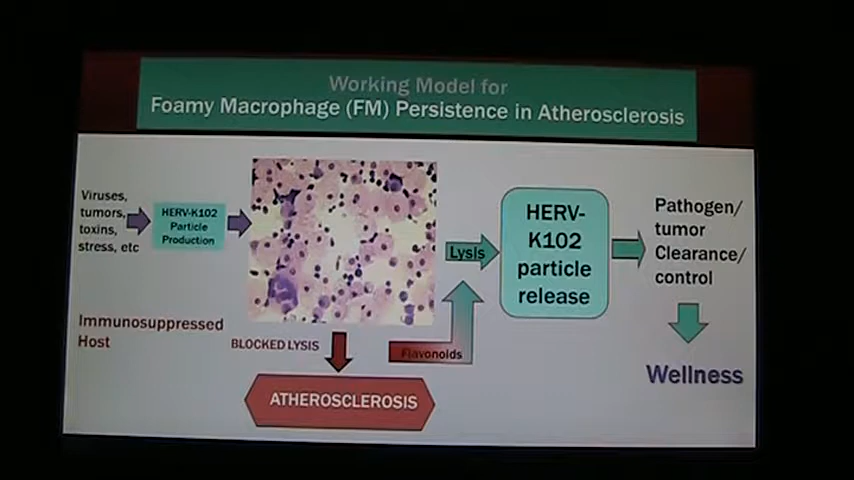 Working Model for
Foamy Macrophage (FM) Persistence in Atherosclerosis
Viruses,
tumors,
toxins,
stress, etc
HERV-K102
Particle
Production
Lysis
HERV-
K102
particle
release
Pathogen/
tumor
Clearance/
control
Wellness
Immunosuppressed
Host
BLOCKED LYSIS
Flavonoids
ATHEROSCLEROSIS